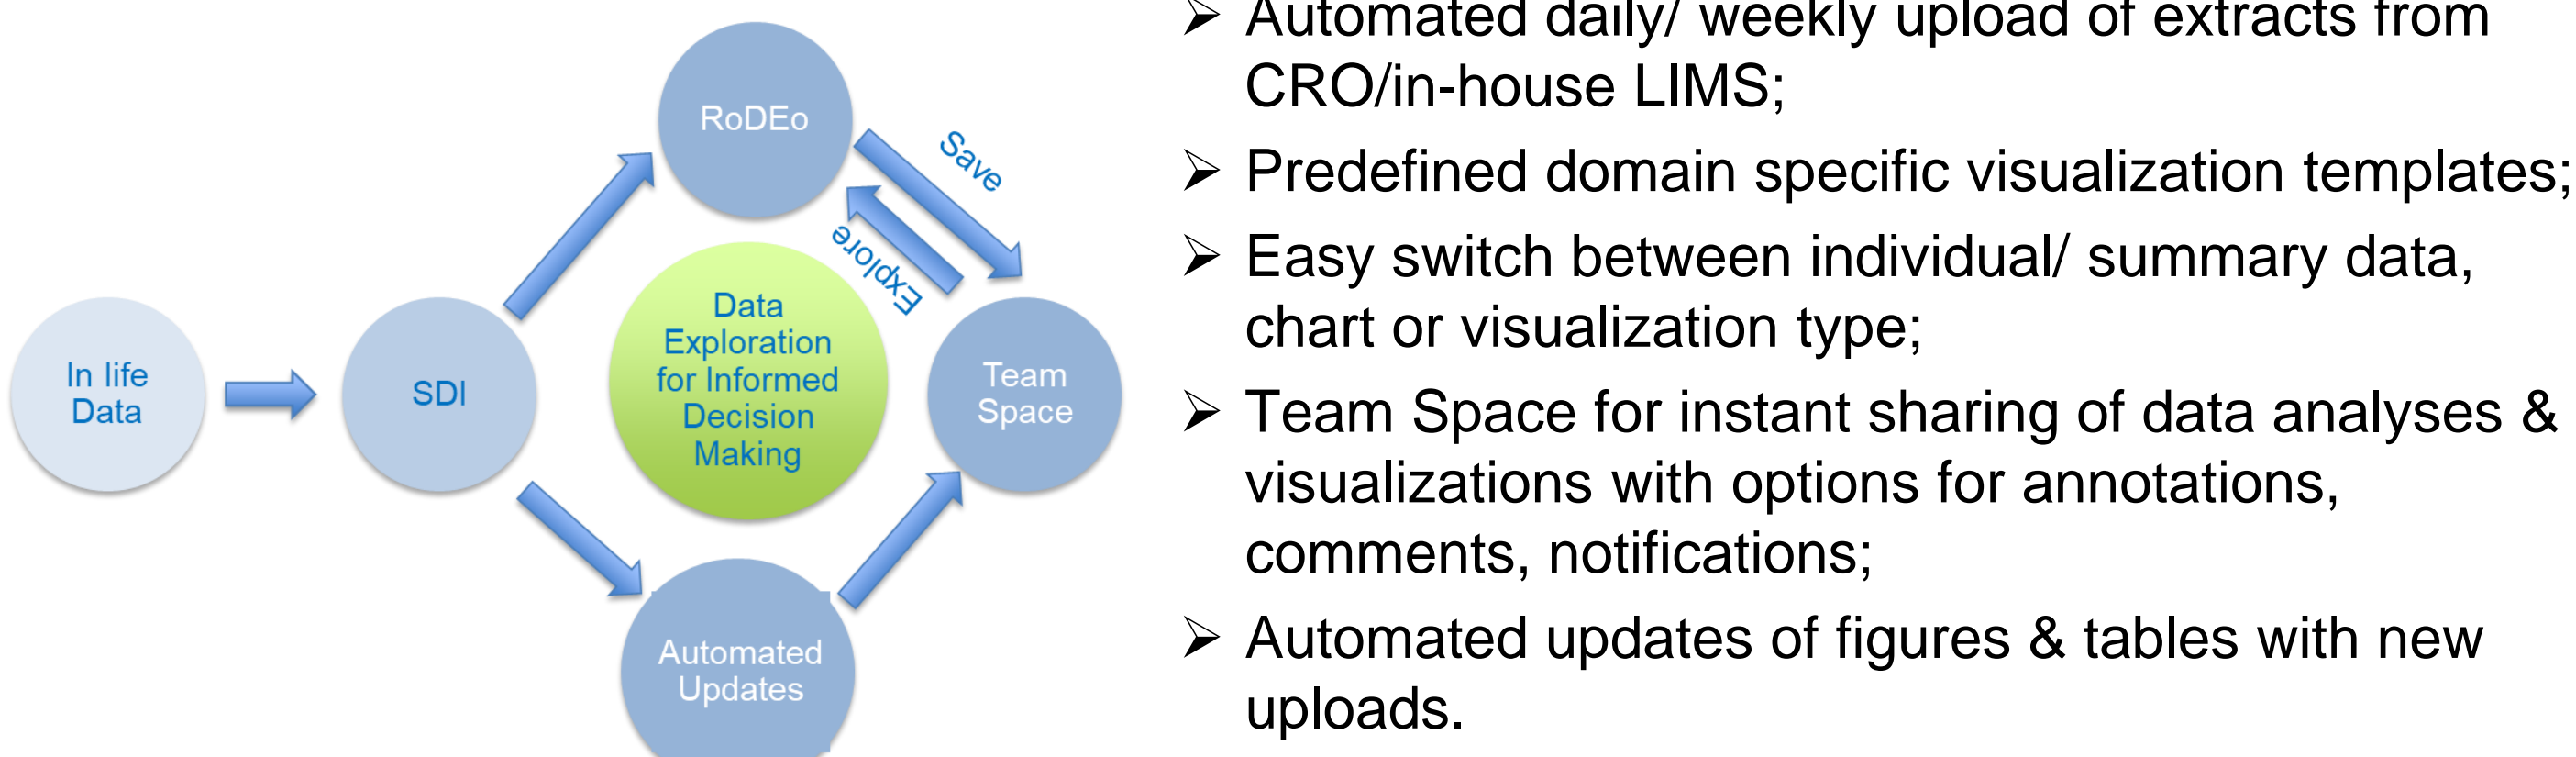 RoDEo
Save
Explore
Data
Exploration
for Informed
Decision
Making
In life
Data
SDI
Team
Space
Automated
Updates
➢ Automated daily/ weekly upload of extracts from
CRO/in-house LIMS;
➢ Predefined domain specific visualization templates;
➢ Easy switch between individual/ summary data,
chart or visualization type;
➢ Team Space for instant sharing of data analyses &
visualizations with options for annotations,
comments, notifications;
➢ Automated updates of figures & tables with new
uploads.